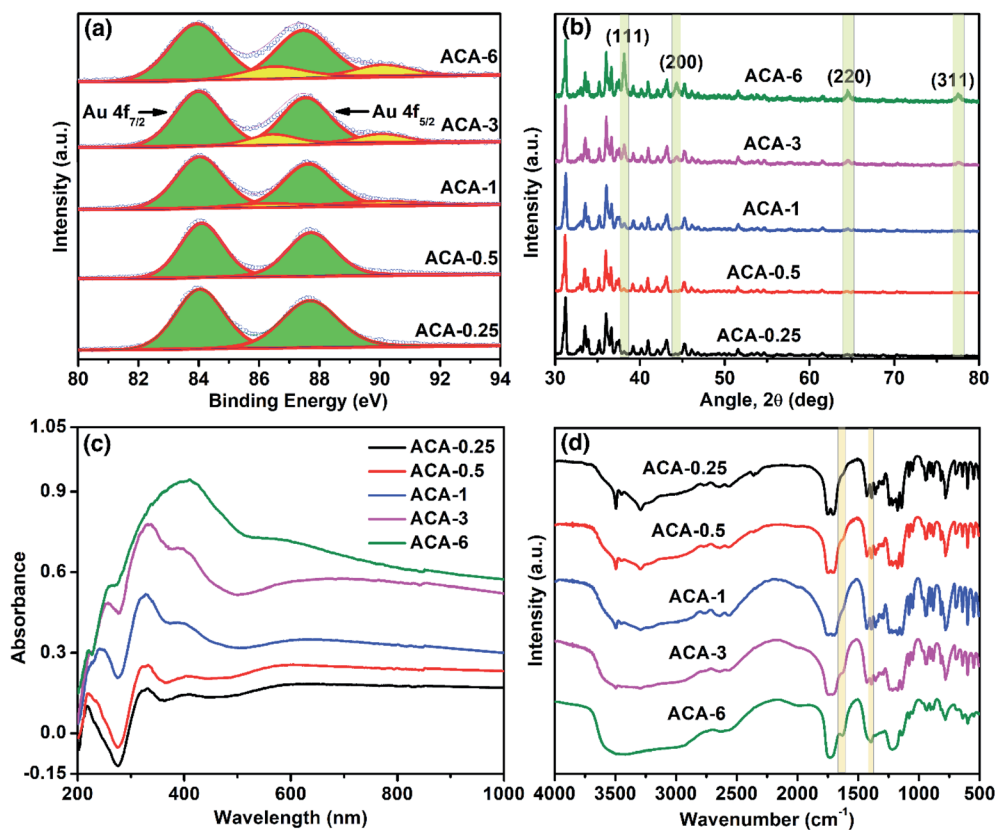 (a)
ACA-6
Au 4f7/2
Au 4f5/2
ACA-3
ACA-1
ACA-0.5
ACA-0.25
Intensity (a.u.)
80 82 84 86 88 90 92 94
Binding Energy (eV)
(b)
(111)
(200)
ACA-6
(220)
(311)
ACA-3
ACA-1
ACA-0.5
ACA-0.25
Intensity (a.u.)
30 40 50 60 70 80
Angle, 2θ (deg)
(c)
1.05
0.9
0.6
0.3
0.0
-0.15
ACA-0.25
ACA-0.5
ACA-1
ACA-3
ACA-6
Absorbance
200 400 600 800 1000
Wavelength (nm)
(d)
ACA-0.25
ACA-0.5
ACA-1
ACA-3
ACA-6
Intensity (a.u.)
4000 3500 3000 2500 2000 1500 1000 500
Wavenumber (cm-1)